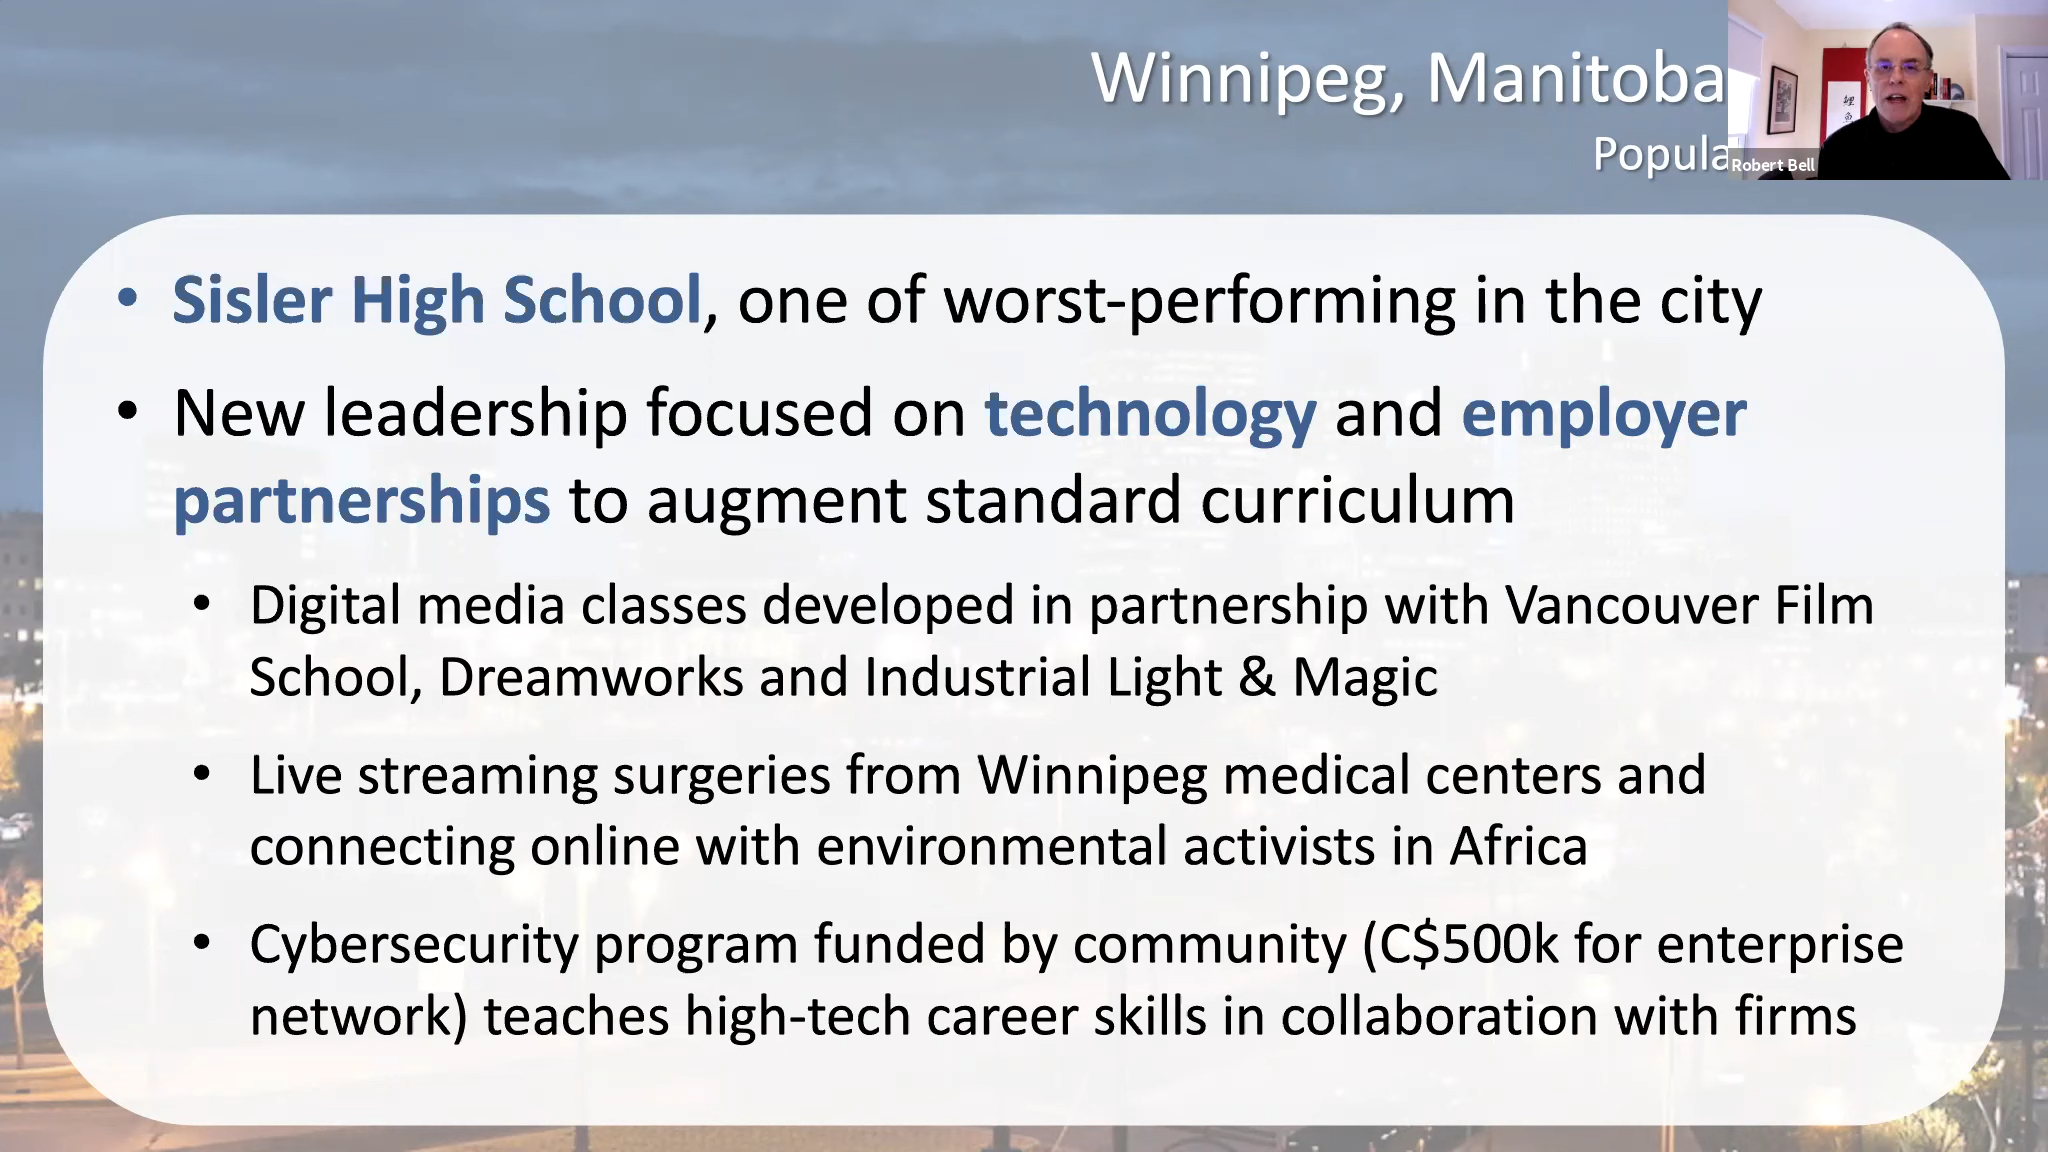 Winnipeg, Manitoba
Robert Bell
• Sisler High School, one of worst-performing in the city
• New leadership focused on technology and employer
partnerships to augment standard curriculum
• Digital media classes developed in partnership with Vancouver Film
School, Dreamworks and Industrial Light & Magic
• Live streaming surgeries from Winnipeg medical centers and
connecting online with environmental activists in Africa
• Cybersecurity program funded by community (C$500k for enterprise
network) teaches high-tech career skills in collaboration with firms